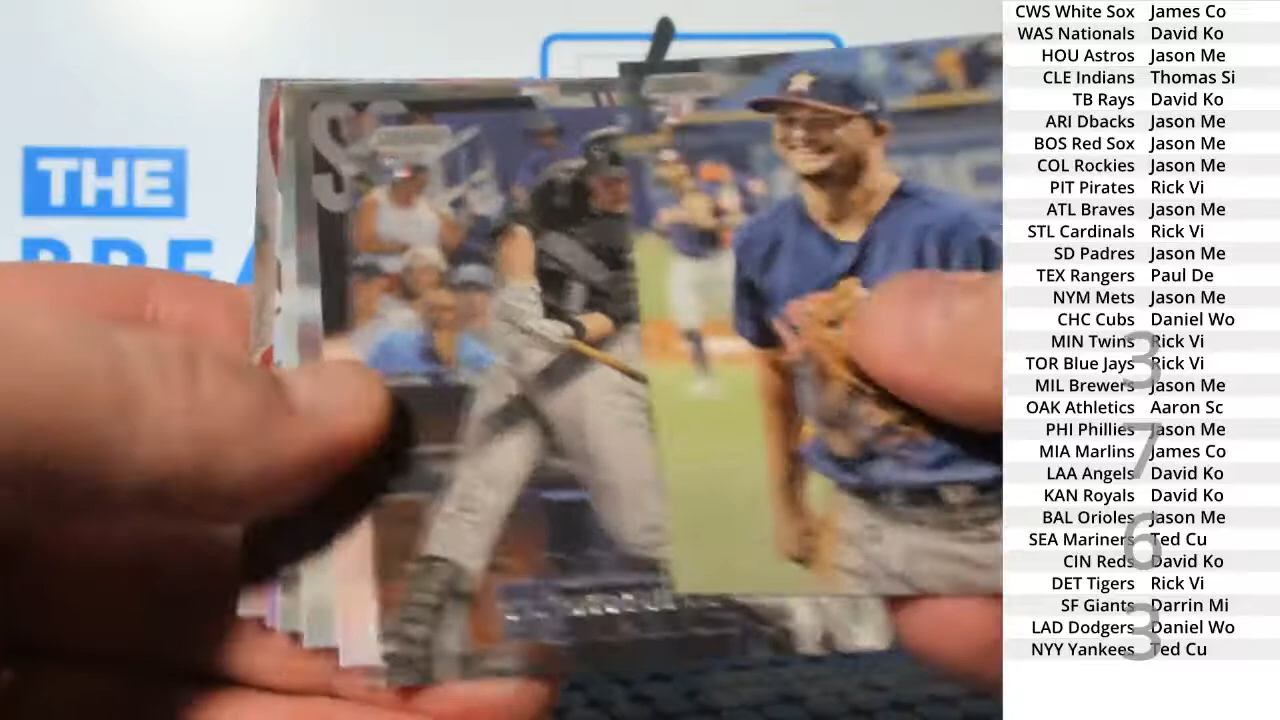 THE
BREA
CWS White Sox James Co
WAS Nationals David Ko
HOU Astros Jason Me
CLE Indians Thomas Si
TB Rays David Ko
ARI Dbacks Jason Me
BOS Red Sox Jason Me
COL Rockies Jason Me
PIT Pirates Rick Vi
ATL Braves Jason Me
STL Cardinals Rick Vi
SD Padres Jason Me
TEX Rangers Paul De
NYM Mets Jason Me
CHC Cubs Daniel Wo
MIN Twins Rick Vi
TOR Blue Jays Rick Vi
MIL Brewers Jason Me
OAK Athletics Aaron Sc
PHI Phillies Jason Me
MIA Marlins James Co
LAA Angels David Ko
KAN Royals David Ko
BAL Orioles Jason Me
SEA Mariners Ted Cu
CIN Reds David Ko
DET Tigers Rick Vi
SF Giants Darrin Mi
LAD Dodgers Daniel Wo
NYY Yankees Ted Cu
3
7
6
3